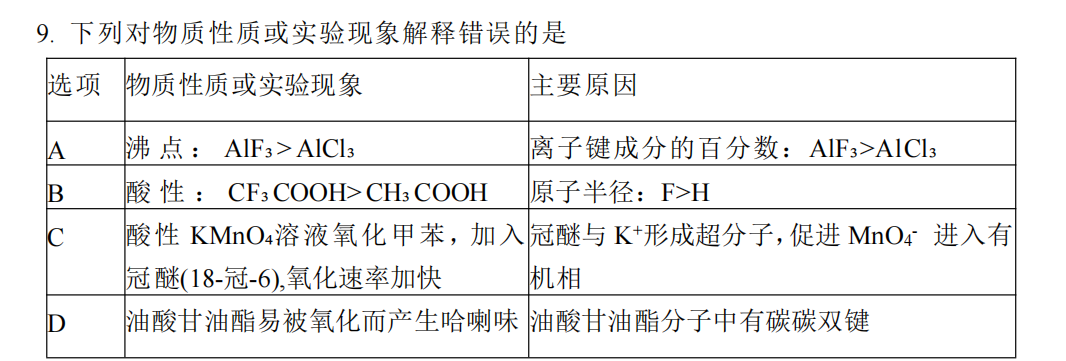 9. 下列对物质性质或实验现象解释错误的是
选项 物质性质或实验现象 主要原因
A 沸点： AlF₃>AlCl₃ 离子键成分的百分数：AlF₃>AlCl₃
B 酸性： CF₃COOH>CH₃COOH 原子半径：F>H
C 酸性 KMnO₄溶液氧化甲苯，加入 冠醚与 K⁺形成超分子，促进 MnO₄⁻ 进入有
冠醚(18-冠-6),氧化速率加快 机相
D 油酸甘油酯易被氧化而产生哈喇味 油酸甘油酯分子中有碳碳双键